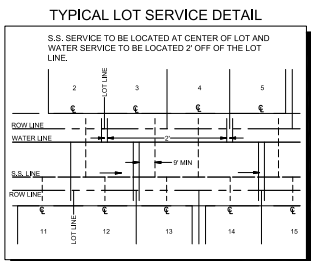 TYPICAL LOT SERVICE DETAIL
S.S. SERVICE TO BE LOCATED AT CENTER OF LOT AND
WATER SERVICE TO BE LOCATED 2' OFF OF THE LOT
LINE.
LOT LINE
2 3 4 5
℄ ℄ ℄ ℄
ROW LINE
WATER LINE
2'
9' MIN
S.S. LINE
ROW LINE
℄ ℄ ℄ ℄ ℄
LOT LINE
11 12 13 14 15